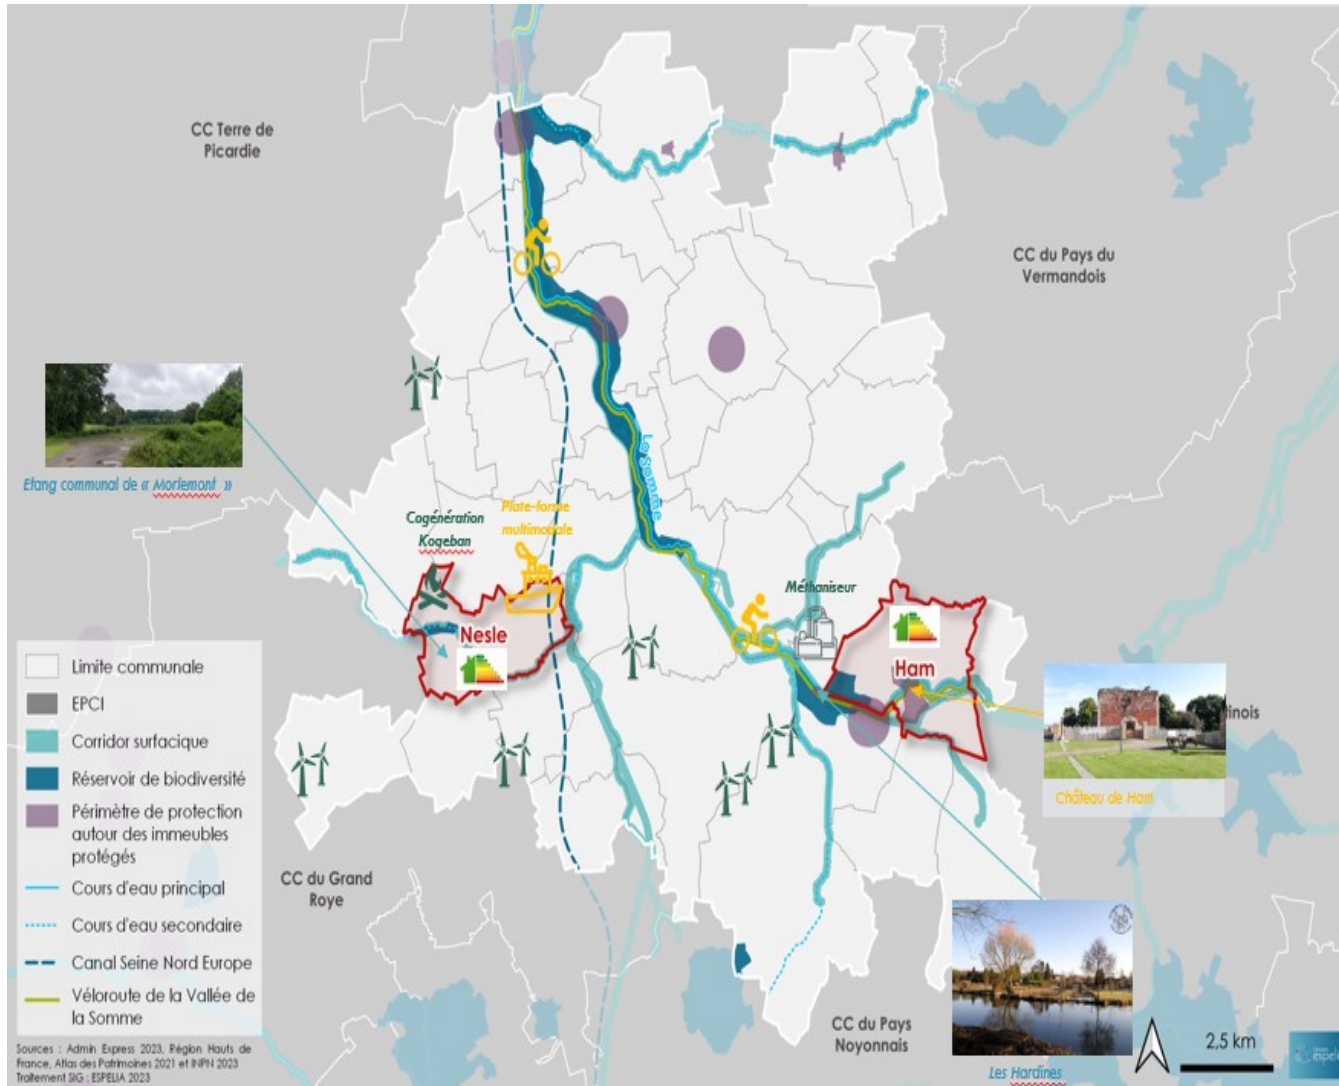 CC Terre de
Picardie
CC du Pays du
Vermandois
Etang communal de « Morlemont »
La Somme
Cogénération
Kogeban
Plate-forme
multimodale
Méthaniseur
Nesle
Ham
Château de Ham
CC du Grand
Roye
CC du Pays
Noyonnais
Les Hardines
2,5 km
Limite communale
EPCI
Corridor surfacique
Réservoir de biodiversité
Périmètre de protection
autour des immeubles
protégés
Cours d'eau principal
Cours d'eau secondaire
Canal Seine Nord Europe
Véloroute de la Vallée de
la Somme
Sources : Admin Express 2023, Région Hauts de
France, Atlas des Patrimoines 2021 et INPN 2023
Traitement SIG : ESPELIA 2023